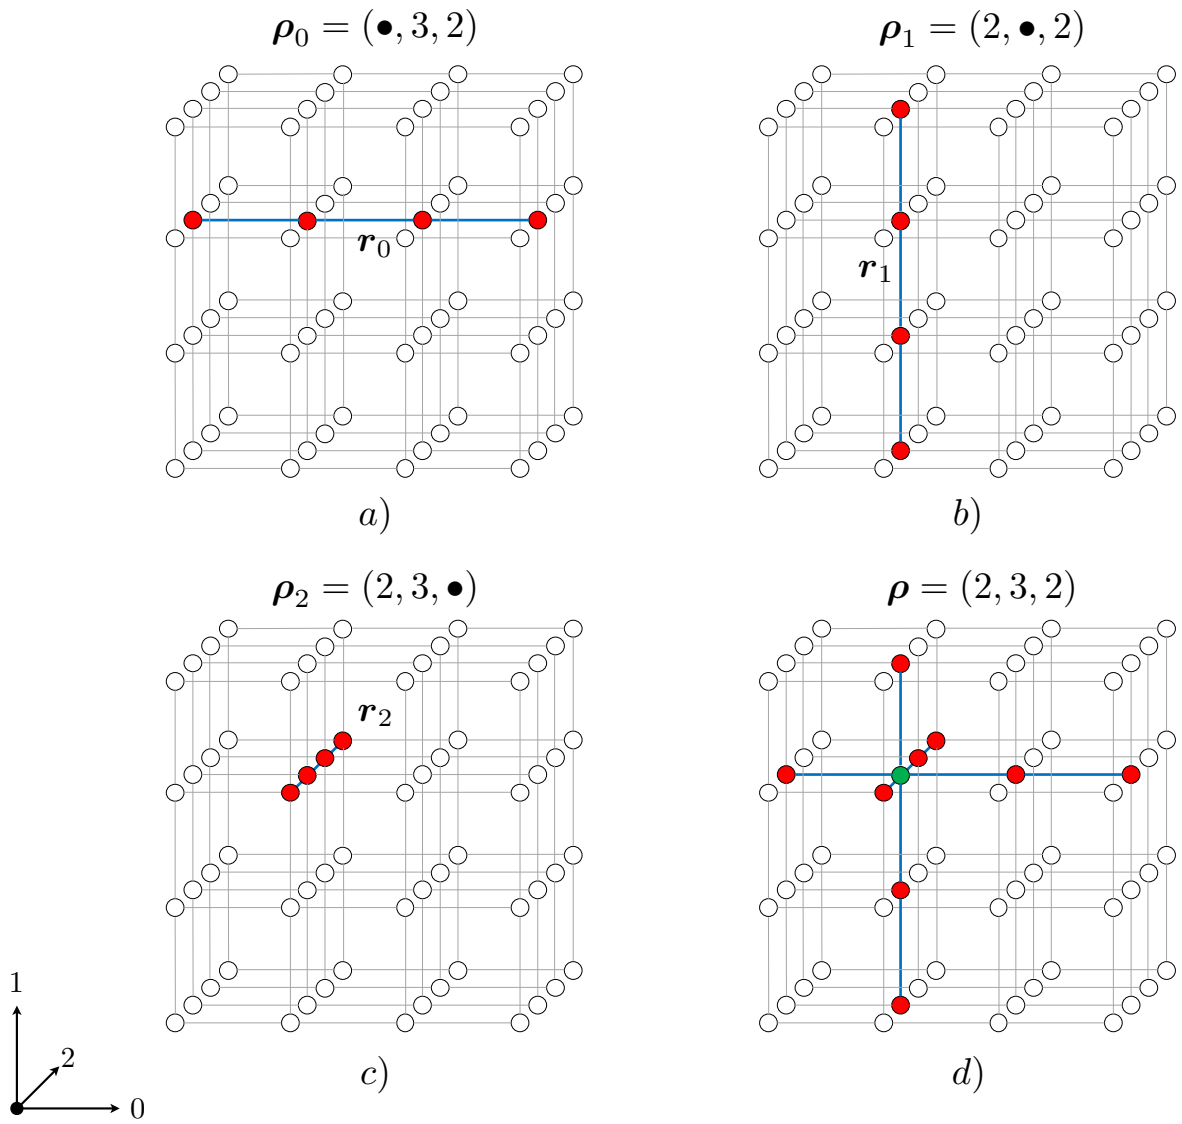 ρ₀ = (•, 3, 2)
ρ₁ = (2, •, 2)
r₀
r₁
a)
b)
ρ₂ = (2, 3, •)
ρ = (2, 3, 2)
r₂
c)
d)
1
2
0